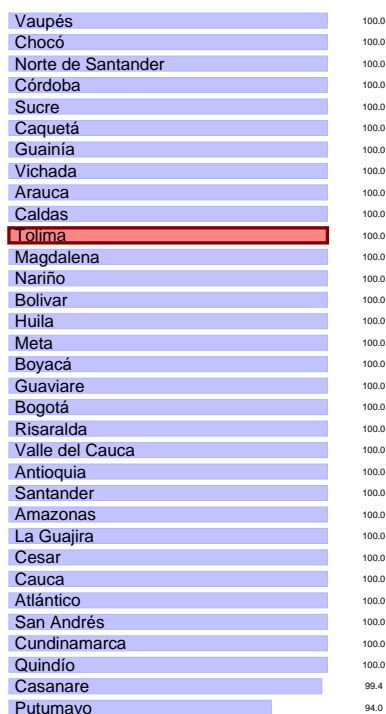 Vaupés 100.0
Chocó 100.0
Norte de Santander 100.0
Córdoba 100.0
Sucre 100.0
Caquetá 100.0
Guainía 100.0
Vichada 100.0
Arauca 100.0
Caldas 100.0
Tolima 100.0
Magdalena 100.0
Nariño 100.0
Bolivar 100.0
Huila 100.0
Meta 100.0
Boyacá 100.0
Guaviare 100.0
Bogotá 100.0
Risaralda 100.0
Valle del Cauca 100.0
Antioquia 100.0
Santander 100.0
Amazonas 100.0
La Guajira 100.0
Cesar 100.0
Cauca 100.0
Atlántico 100.0
San Andrés 100.0
Cundinamarca 100.0
Quindío 100.0
Casanare 99.4
Putumayo 94.0